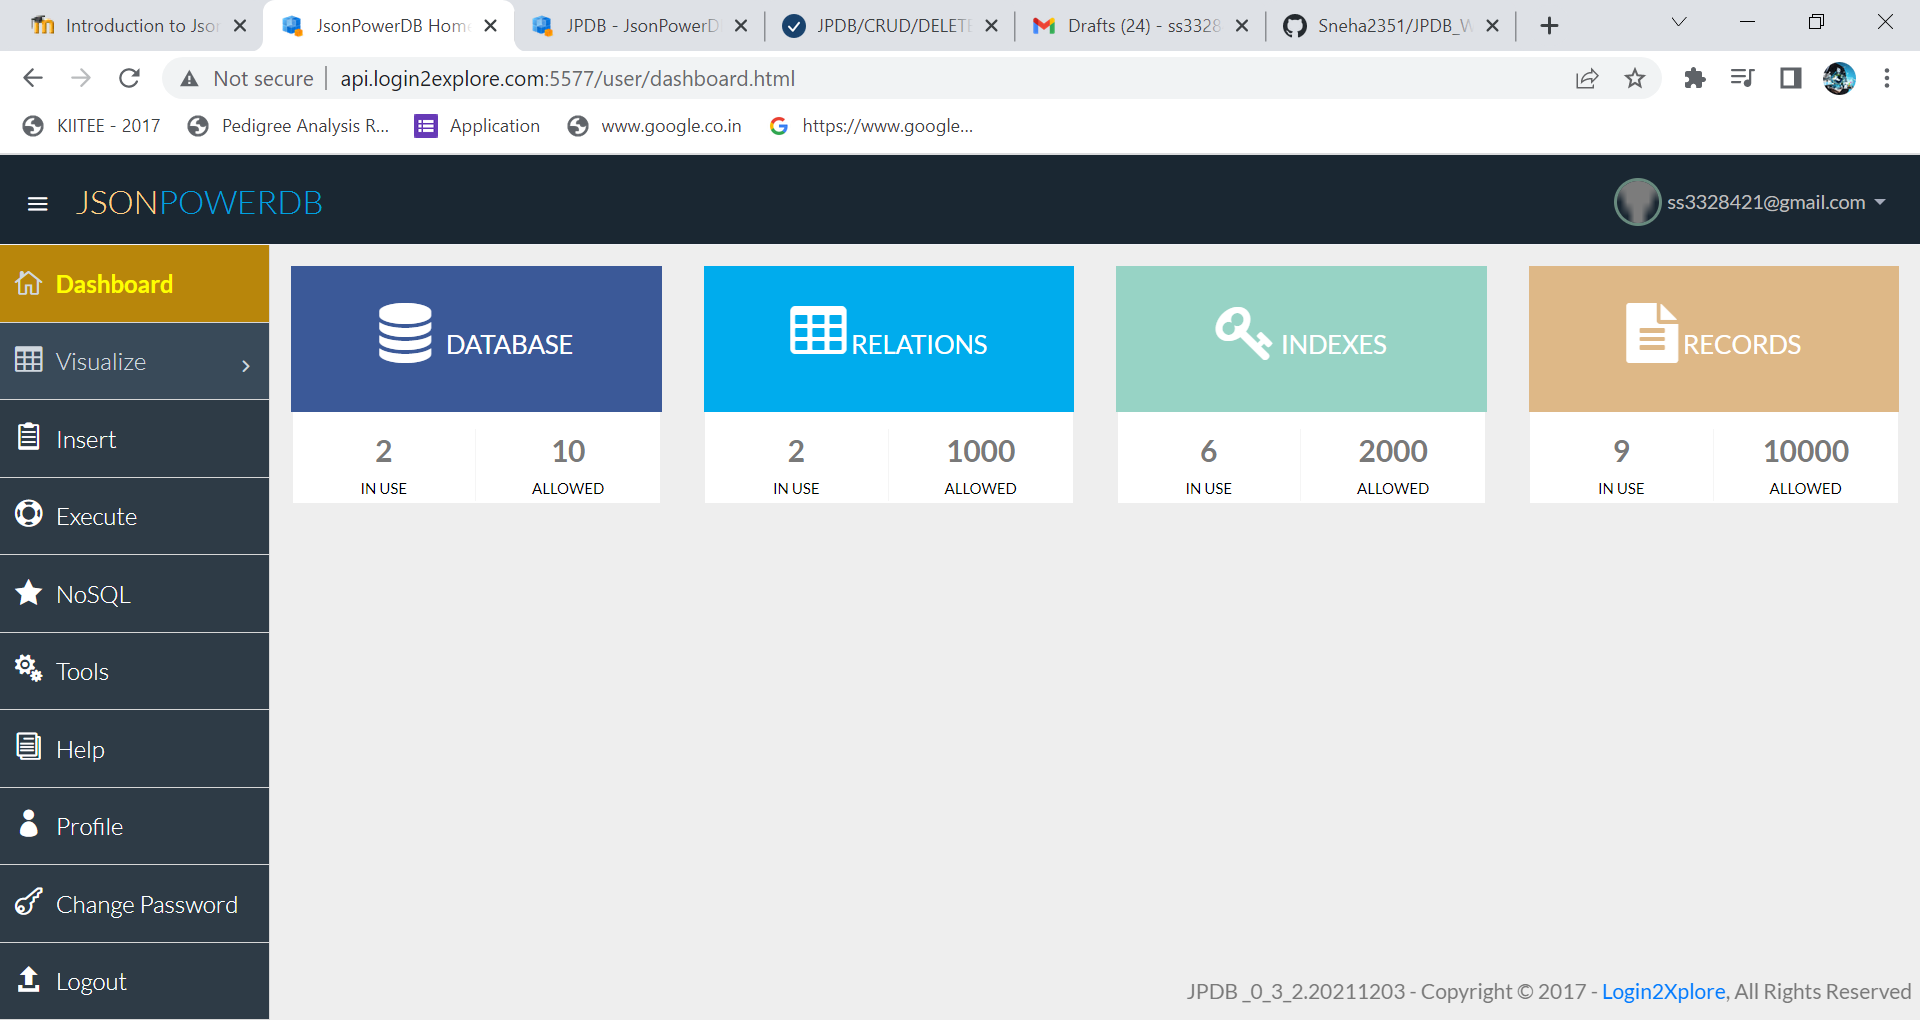 Introduction to Json
JsonPowerDB Home
JPDB - JsonPowerD
JPDB/CRUD/DELETE
Drafts (24) - ss3328
Sneha2351/JPDB_W
Not secure
api.login2explore.com:5577/user/dashboard.html
KIITEE - 2017
Pedigree Analysis R...
Application
www.google.co.in
https://www.google...
JSONPOWERDB
ss3328421@gmail.com
Dashboard
Visualize
Insert
Execute
NoSQL
Tools
Help
Profile
Change Password
Logout
DATABASE
2 10
IN USE ALLOWED
RELATIONS
2 1000
IN USE ALLOWED
INDEXES
6 2000
IN USE ALLOWED
RECORDS
9 10000
IN USE ALLOWED
JPDB _0_3_2.20211203 - Copyright © 2017 - Login2Xplore, All Rights Reserved